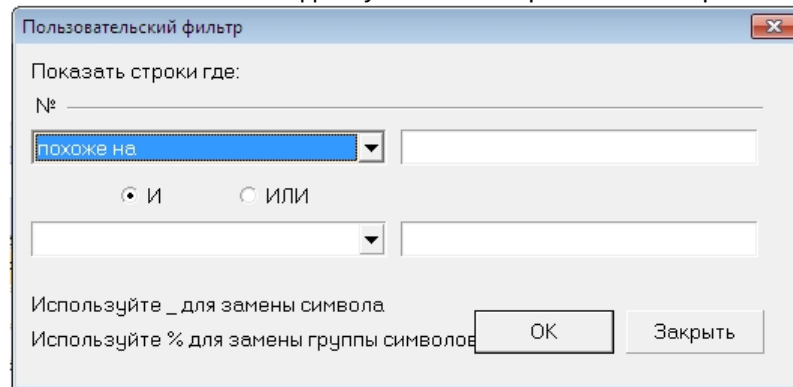 Пользовательский фильтр
Показать строки где:
№
похоже на
И ИЛИ
Используйте _ для замены символа
Используйте % для замены группы символов
ОК Закрыть